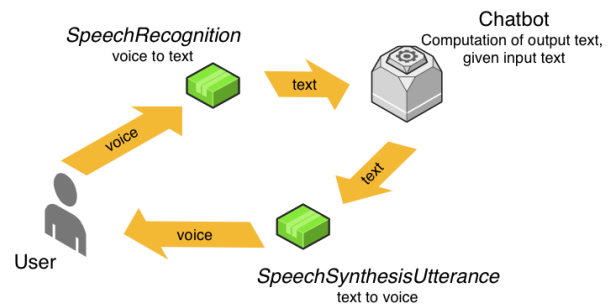 SpeechRecognition
voice to text
Chatbot
Computation of output text,
given input text
text
voice
text
voice
User
SpeechSynthesisUtterance
text to voice